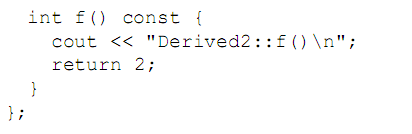 int f() const {
cout << "Derived2::f()\n";
return 2;
}
};